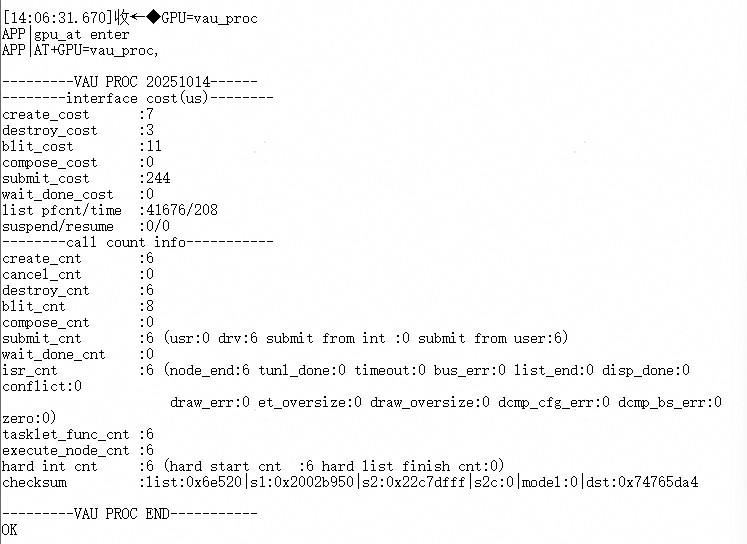 [14:06:31.670]收←◆GPU=vau_proc
APP|gpu_at enter
APP|AT+GPU=vau_proc,
---------VAU PROC 20251014------
--------interface cost(us)--------
create_cost :7
destroy_cost :3
blit_cost :11
compose_cost :0
submit_cost :244
wait_done_cost :0
list pfcnt/time :41676/208
suspend/resume :0/0
--------call count info-----------
create_cnt :6
cancel_cnt :0
destroy_cnt :6
blit_cnt :8
compose_cnt :0
submit_cnt :6 (usr:0 drv:6 submit from int :0 submit from user:6)
wait_done_cnt :0
isr_cnt :6 (node_end:6 tunl_done:0 timeout:0 bus_err:0 list_end:0 disp_done:0
conflict:0
draw_err:0 et_oversize:0 draw_oversize:0 dcmp_cfg_err:0 dcmp_bs_err:0
zero:0)
tasklet_func_cnt :6
execute_node_cnt :6
hard int cnt :6 (hard start cnt :6 hard list finish cnt:0)
checksum :list:0x6e520|s1:0x2002b950|s2:0x22c7dfff|s2c:0|model:0|dst:0x74765da4
---------VAU PROC END-----------
OK